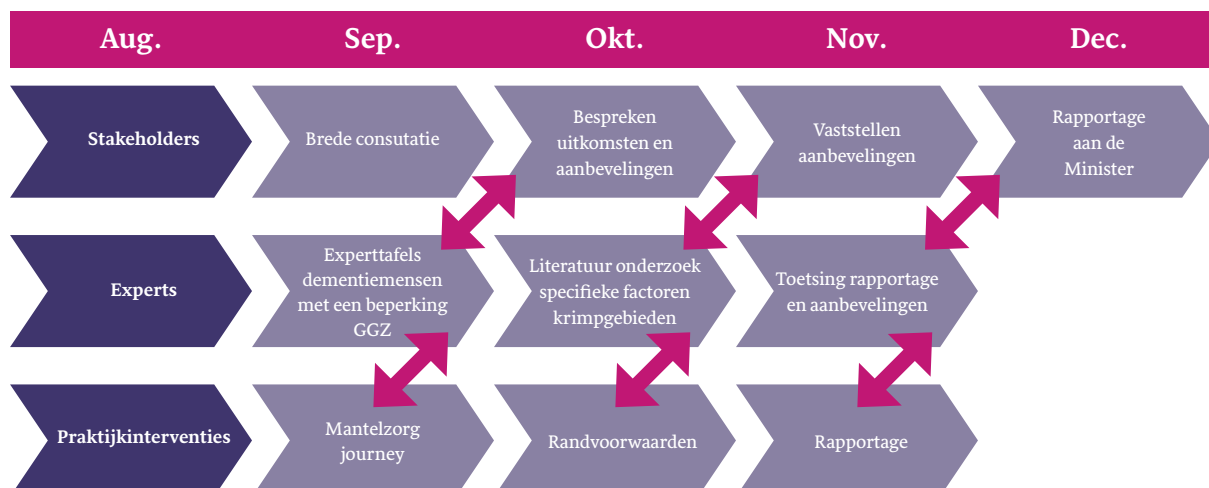 Aug.
Sep.
Okt.
Nov.
Dec.
Stakeholders
Brede consutatie
Bespreken
uitkomsten en
aanbevelingen
Vaststellen
aanbevelingen
Rapportage
aan de
Minister
Experts
Experttafels
dementiemensen
met een beperking
GGZ
Literatuur onderzoek
specifieke factoren
krimpgebieden
Toetsing rapportage
en aanbevelingen
Praktijkinterventies
Mantelzorg
journey
Randvoorwaarden
Rapportage